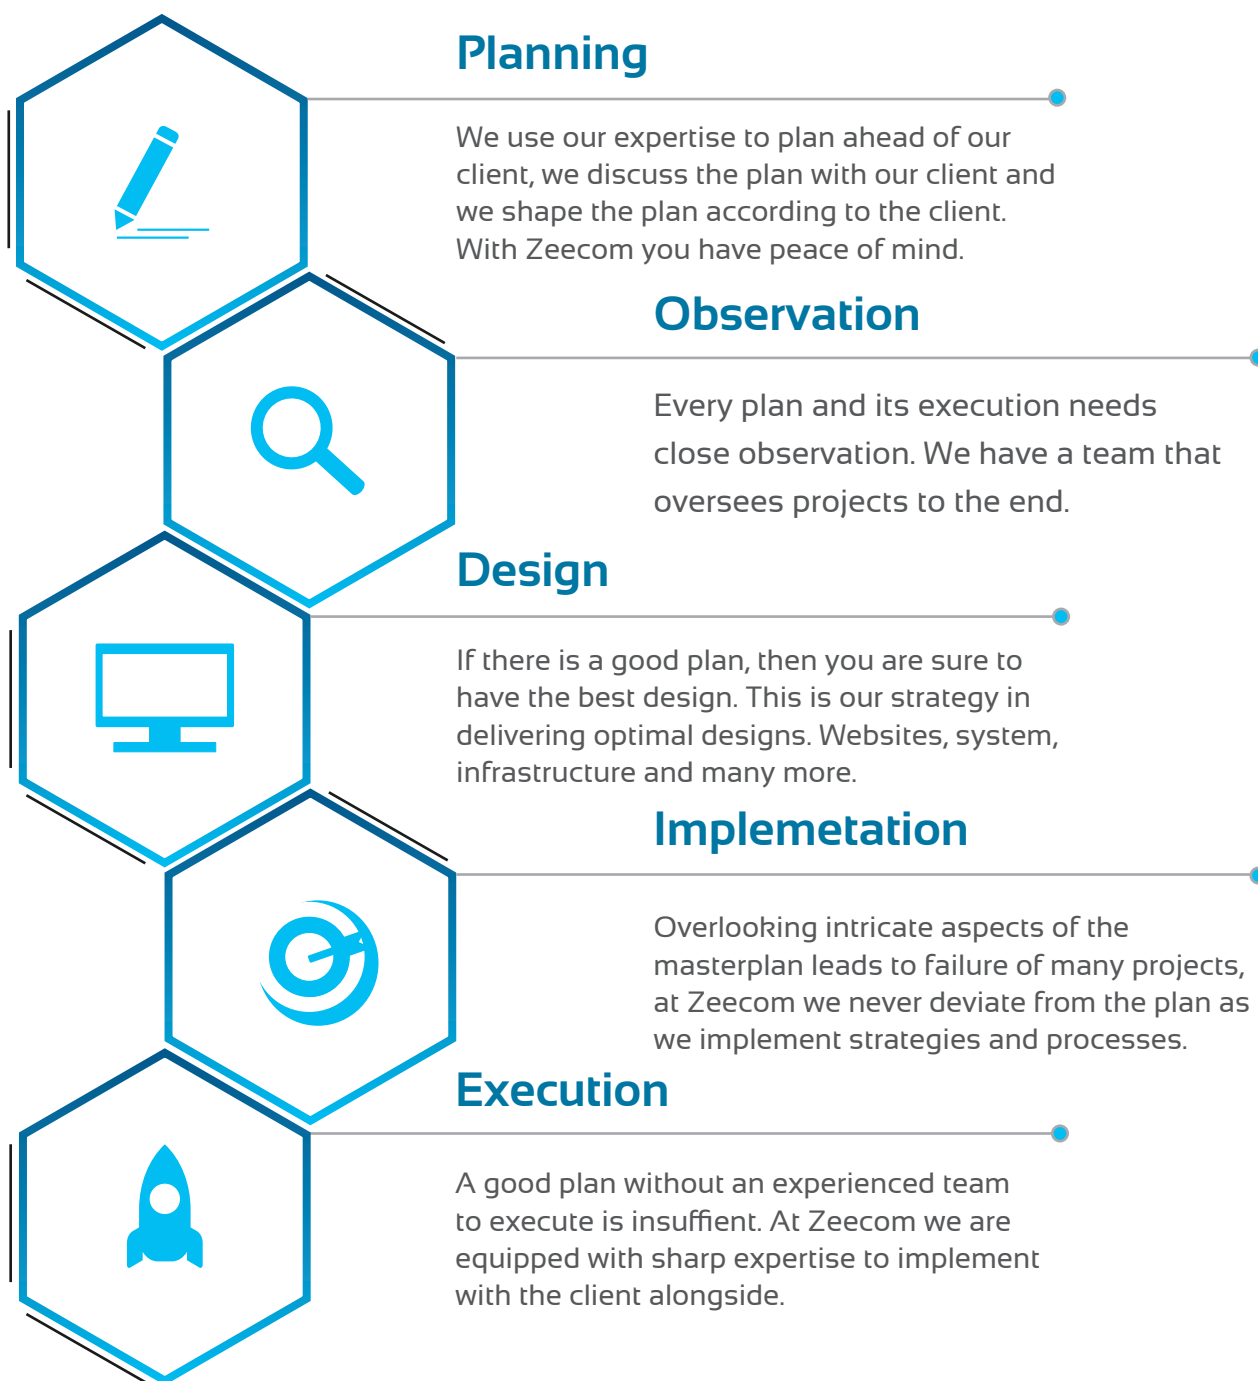 Planning
We use our expertise to plan ahead of our
client, we discuss the plan with our client and
we shape the plan according to the client.
With Zeecom you have peace of mind.
Observation
Every plan and its execution needs
close observation. We have a team that
oversees projects to the end.
Design
If there is a good plan, then you are sure to
have the best design. This is our strategy in
delivering optimal designs. Websites, system,
infrastructure and many more.
Implemetation
Overlooking intricate aspects of the
masterplan leads to failure of many projects,
at Zeecom we never deviate from the plan as
we implement strategies and processes.
Execution
A good plan without an experienced team
to execute is insuffient. At Zeecom we are
equipped with sharp expertise to implement
with the client alongside.